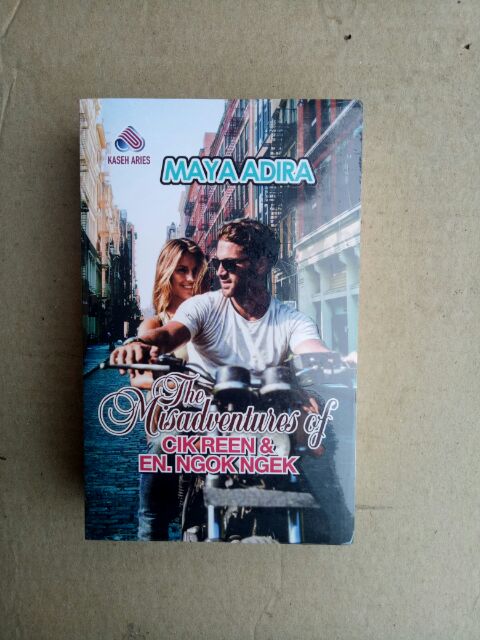 KASEH ARIES
MAYA ADIRA
The
Misadventures of
CIK REEN &
EN. NGOK NGEK